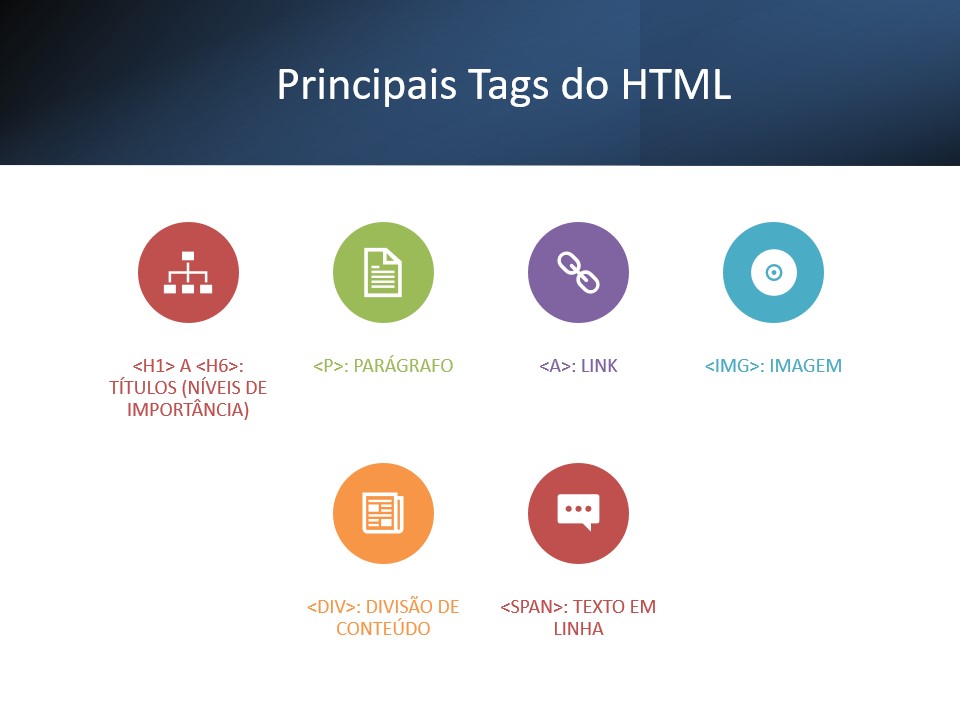 Principais Tags do HTML
<H1> A <H6>:
TÍTULOS (NÍVEIS DE
IMPORTÂNCIA)
<P>: PARÁGRAFO
<A>: LINK
<IMG>: IMAGEM
<DIV>: DIVISÃO DE
CONTEÚDO
<SPAN>: TEXTO EM
LINHA